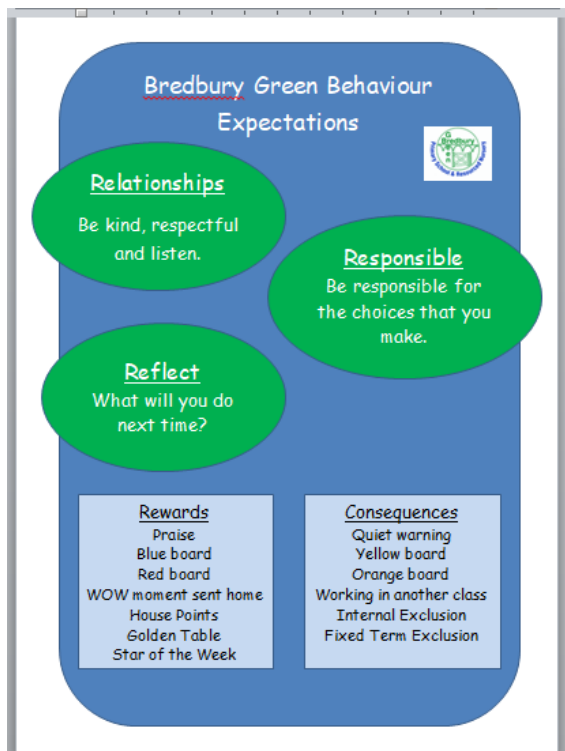 Bredbury Green Behaviour
Expectations
Bredbury
Relationships
Be kind, respectful
and listen.
Responsible
Be responsible for
the choices that you
make.
Reflect
What will you do
next time?
Rewards
Praise
Blue board
Red board
WOW moment sent home
House Points
Golden Table
Star of the Week
Consequences
Quiet warning
Yellow board
Orange board
Working in another class
Internal Exclusion
Fixed Term Exclusion